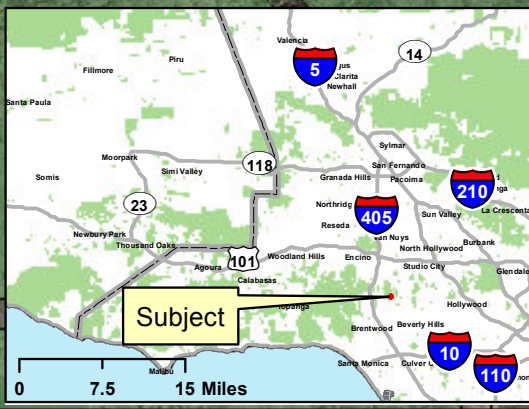 Valencia
14
Piru
5
Clarita
Fillmore
Newhall
Santa Paula
Sylmar
Moorpark
118
San Fernando
Somis
Simi Valley
Granada Hills
Pacoima
210
23
405
La Crescenta
Reseda
Sun Valley
Newbury Park
Van Nuys
Thousand Oaks
North Hollywood
Burbank
101
Woodland Hills
Encino
Agoura
Studio City
Glendale
Calabasas
Topanga
Hollywood
Subject
Brentwood
Beverly Hills
10
Santa Monica
Malibu
110
0 7.5 15 Miles